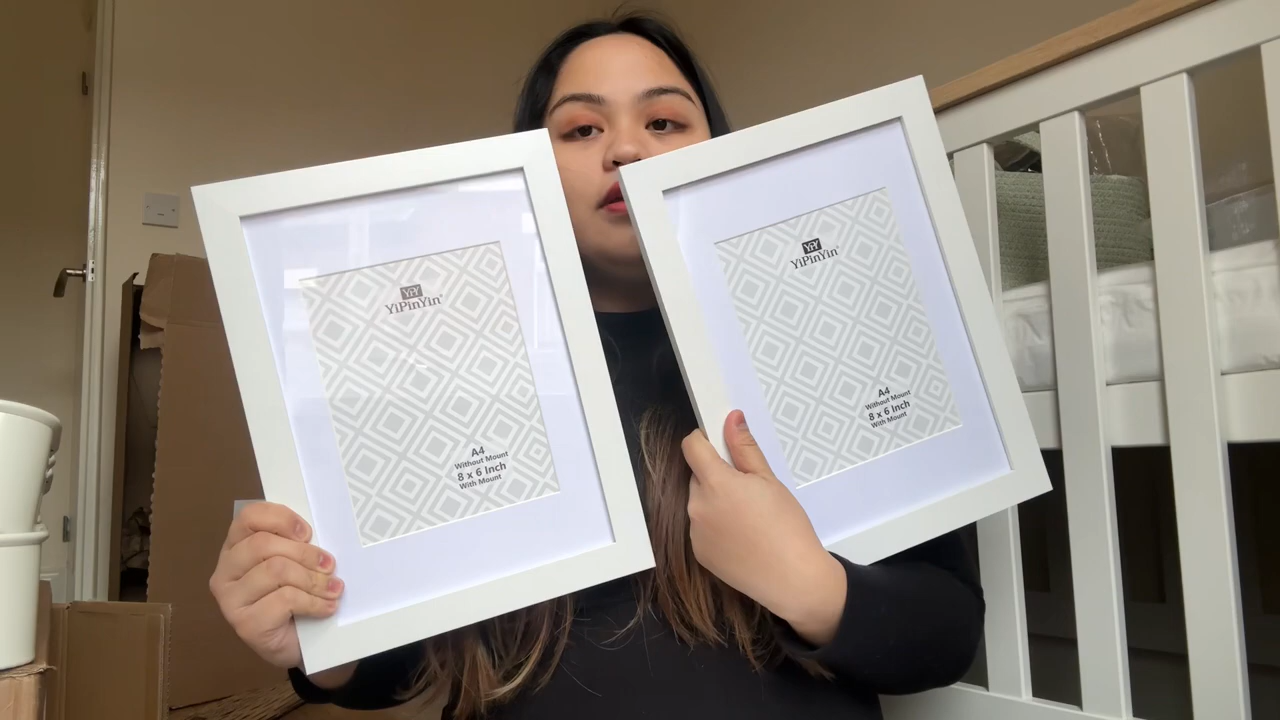 YPY
YiPinYin®
A4
Without Mount
8 x 6 Inch
With Mount
YPY
YiPinYin®
A4
Without Mount
8 x 6 Inch
With Mount